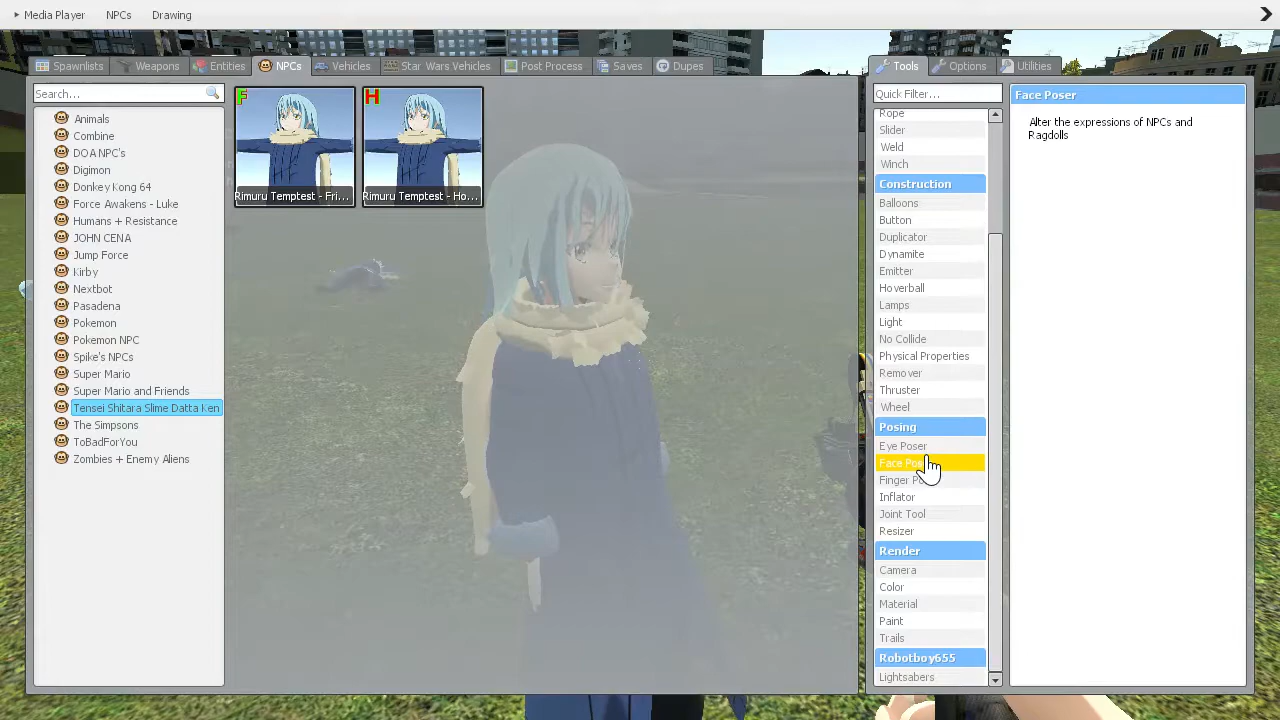 Media Player NPCs Drawing
Spawnlists Weapons Entities NPCs Vehicles Star Wars Vehicles Post Process Saves Dupes
Tools Options Utilities
Search...
Animals
Combine
DOA NPC's
Digimon
Donkey Kong 64
Force Awakens - Luke
Humans + Resistance
JOHN CENA
Jump Force
Kirby
Nextbot
Pasadena
Pokemon
Pokemon NPC
Spike's NPCs
Super Mario
Super Mario and Friends
Tensei Shitara Slime Datta Ken
The Simpsons
ToBadForYou
Zombies + Enemy Aliens
F
Rimuru Temptest - Fri...
H
Rimuru Temptest - Ho...
Quick Filter...
Rope
Slider
Weld
Winch
Construction
Balloons
Button
Duplicator
Dynamite
Emitter
Hoverball
Lamps
Light
No Collide
Physical Properties
Remover
Thruster
Wheel
Posing
Eye Poser
Face Pos
Finger Po
Inflator
Joint Tool
Resizer
Render
Camera
Color
Material
Paint
Trails
Robotboy655
Lightsabers
Face Poser
Alter the expressions of NPCs and
Ragdolls